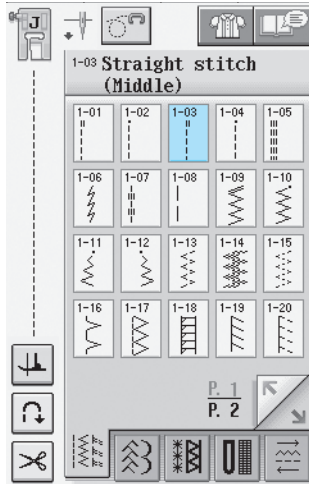 J
1-03 Straight stitch
(Middle)
1-01 1-02 1-03 1-04 1-05
1-06 1-07 1-08 1-09 1-10
1-11 1-12 1-13 1-14 1-15
1-16 1-17 1-18 1-19 1-20
P. 1
P. 2